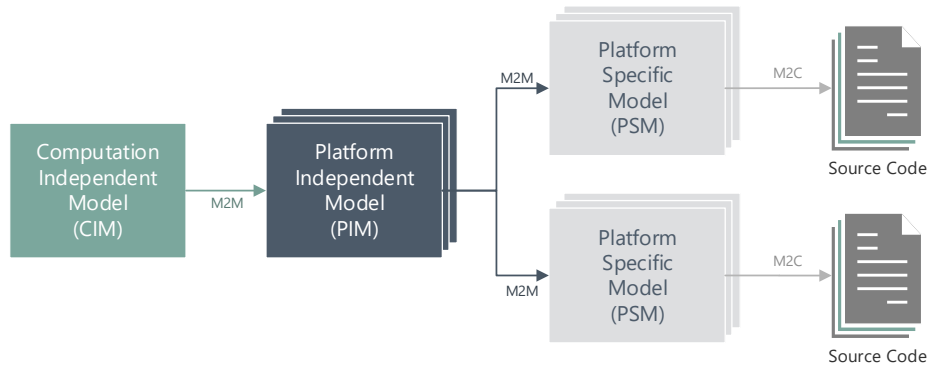 Computation
Independent
Model
(CIM)
M2M
Platform
Independent
Model
(PIM)
M2M
Platform
Specific
Model
(PSM)
M2C
Source Code
M2M
Platform
Specific
Model
(PSM)
M2C
Source Code